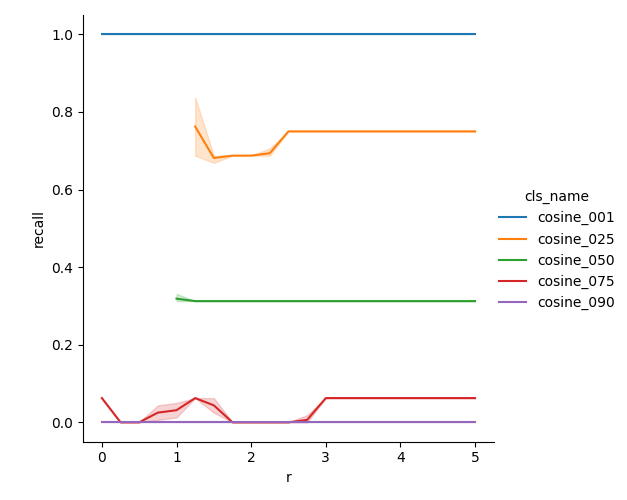 1.0
0.8
0.6
0.4
0.2
0.0
recall
0 1 2 3 4 5
r
cls_name
cosine_001
cosine_025
cosine_050
cosine_075
cosine_090